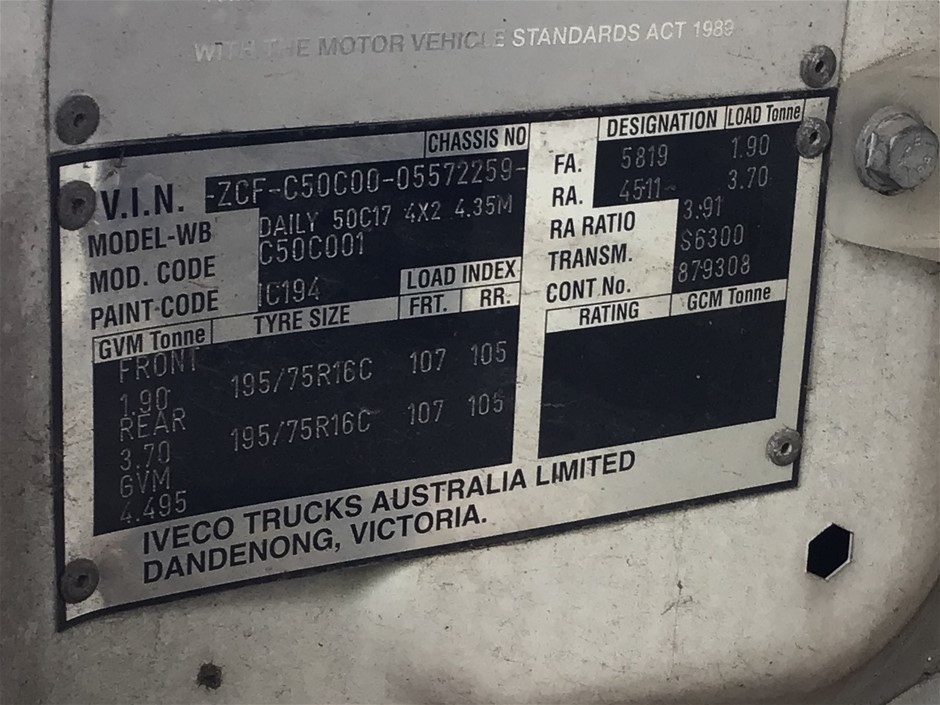 WITH THE MOTOR VEHICLE STANDARDS ACT 1989
CHASSIS NO
V.I.N. -ZCF-C50C00-05572259-
MODEL-WB DAILY 50C17 4X2 4.35M
MOD. CODE C50C001
PAINT-CODE IC194
LOAD INDEX
GVM Tonne TYRE SIZE FRT. RR.
FRONT
1.90 195/75R16C 107 105
REAR
3.70 195/75R16C 107 105
GVM
4.495
DESIGNATION LOAD Tonne
FA. 5819 1.90
RA. 4511- 3.70
RA RATIO 3.91
TRANSM. S6300
CONT No. 879308
RATING GCM Tonne
IVECO TRUCKS AUSTRALIA LIMITED
DANDENONG, VICTORIA.